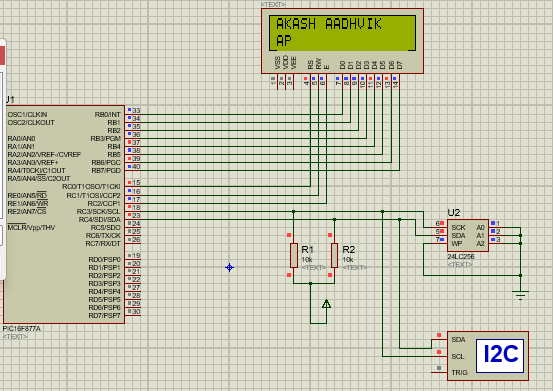 <TEXT>
AKASH AADHVIK
AP
VSS
VDD
VEE
RS
RW
E
D0
D1
D2
D3
D4
D5
D6
D7
1
2
3
4
5
6
7
8
9
10
11
12
13
14
U1
OSC1/CLKIN
OSC2/CLKOUT
RA0/AN0
RA1/AN1
RA2/AN2/VREF-/CVREF
RA3/AN3/VREF+
RA4/T0CKI/C1OUT
RA5/AN4/SS/C2OUT
RE0/AN5/RD
RE1/AN6/WR
RE2/AN7/CS
MCLR/Vpp/THV
RB0/INT 33
RB1 34
RB2 35
RB3/PGM 36
RB4 37
RB5 38
RB6/PGC 39
RB7/PGD 40
RC0/T1OSO/T1CKI 15
RC1/T1OSI/CCP2 16
RC2/CCP1 17
RC3/SCK/SCL 18
RC4/SDI/SDA 23
RC5/SDO 24
RC6/TX/CK 25
RC7/RX/DT 26
RD0/PSP0 19
RD1/PSP1 20
RD2/PSP2 21
RD3/PSP3 22
RD4/PSP4 27
RD5/PSP5 28
RD6/PSP6 29
RD7/PSP7 30
PIC16F877A
<TEXT>
R1
10k
<TEXT>
R2
10k
<TEXT>
U2
6 SCK A0 1
5 SDA A1 2
7 WP A2 3
24LC256
<TEXT>
SDA
SCL
TRIG
I2C